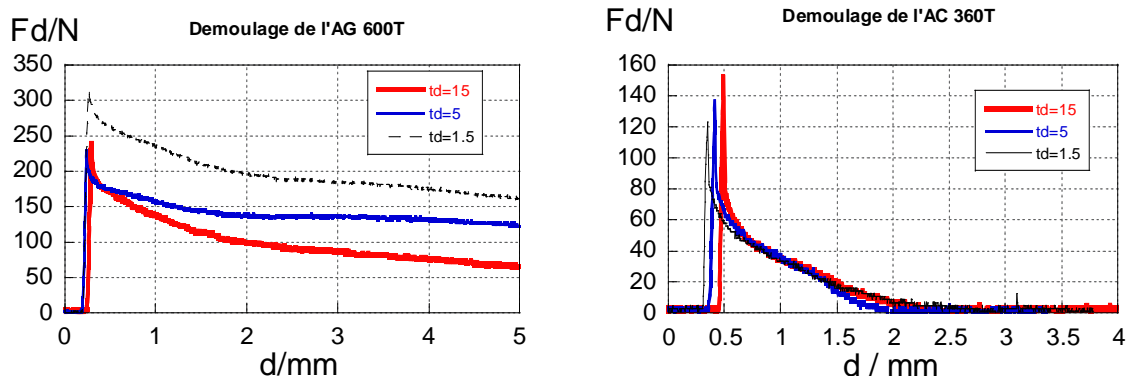 Fd/N
Demoulage de l'AG 600T
350
300
250
200
150
100
50
0
td=15
td=5
td=1.5
0 1 2 3 4 5
d/mm
Fd/N
Demoulage de l'AC 360T
160
140
120
100
80
60
40
20
0
td=15
td=5
td=1.5
0 0.5 1 1.5 2 2.5 3 3.5 4
d / mm